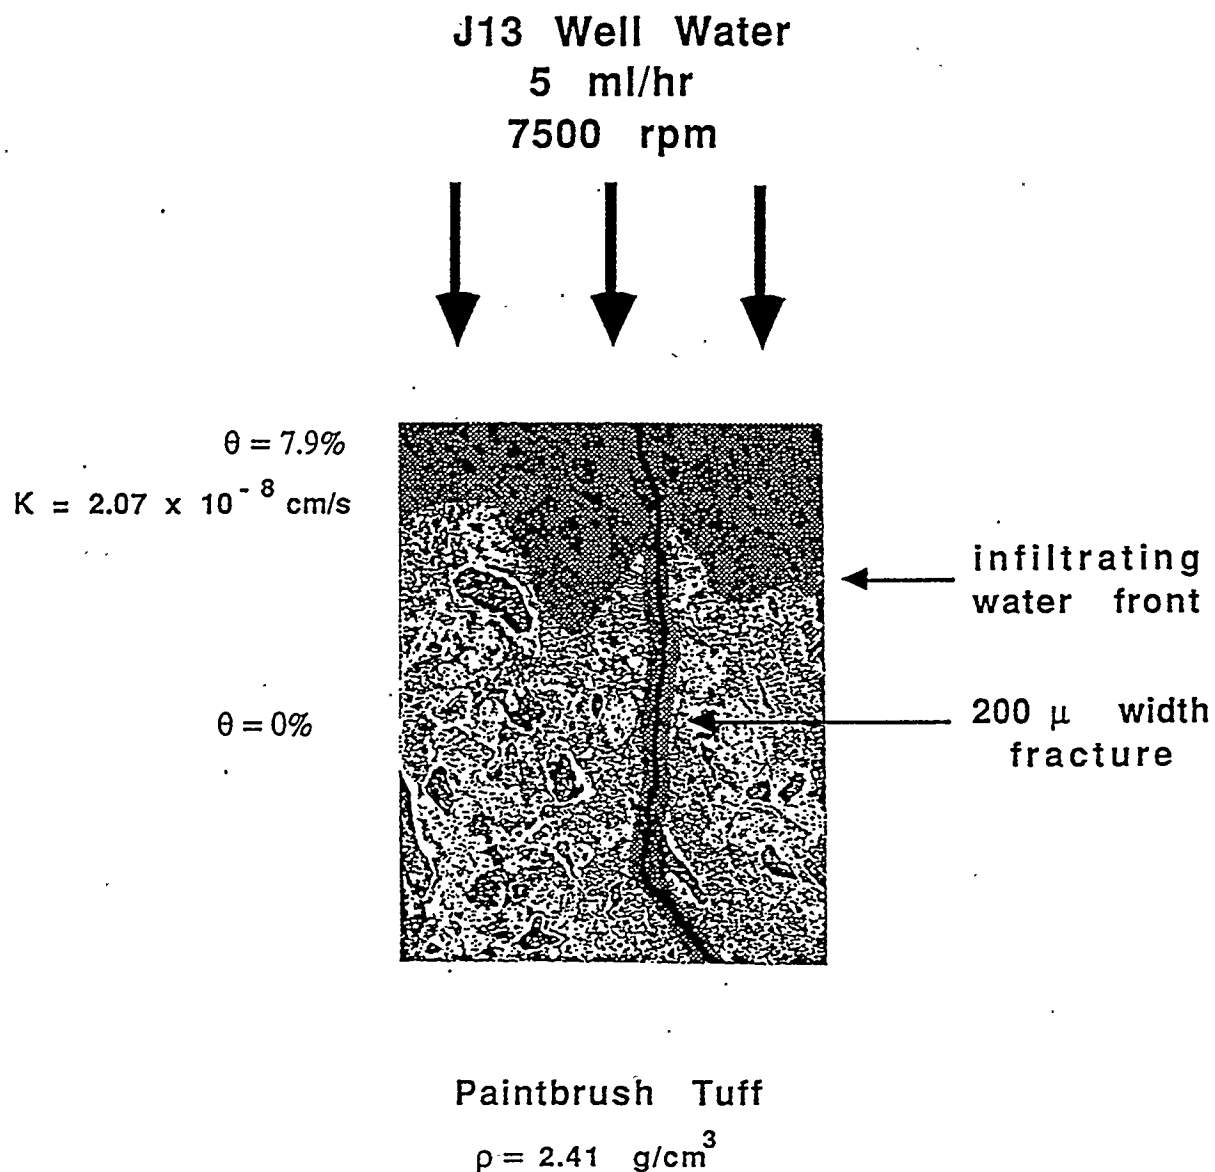 J13 Well Water
5 ml/hr
7500 rpm
θ = 7.9%
K = 2.07 x 10⁻⁸ cm/s
infiltrating
water front
θ = 0%
200 μ width
fracture
Paintbrush Tuff
ρ = 2.41 g/cm³